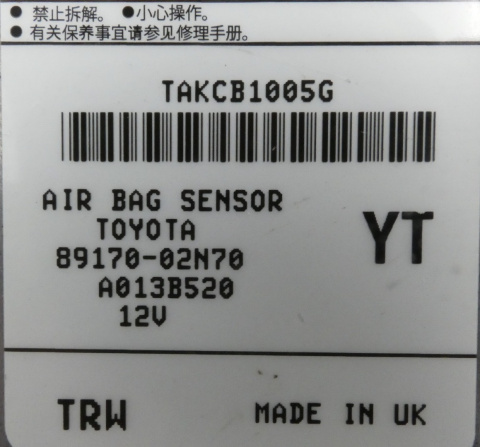 ● 禁止拆解。 ●小心操作。
● 有关保养事宜请参见修理手册。
TAKCB1005G
AIR BAG SENSOR
TOYOTA
YT
89170-02N70
A013B520
12V
TRW MADE IN UK